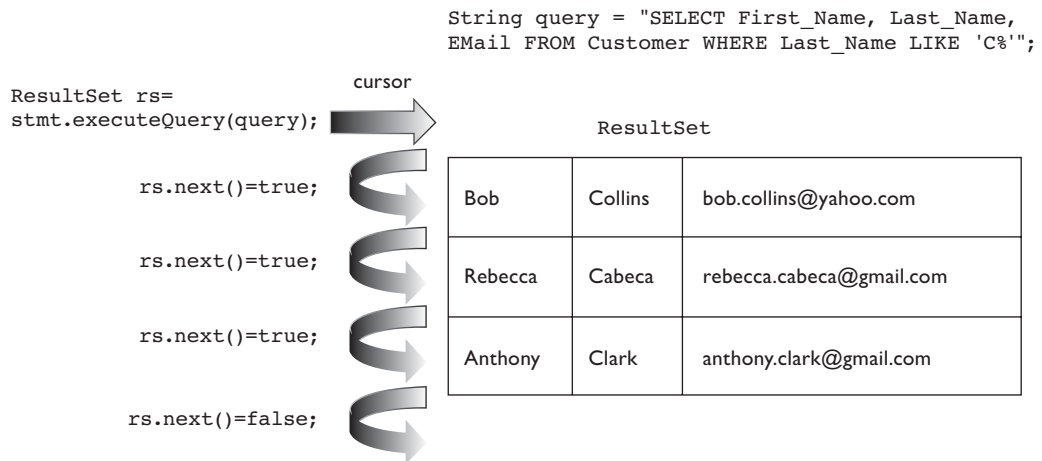 String query = "SELECT First_Name, Last_Name,
EMail FROM Customer WHERE Last_Name LIKE 'C%'";
cursor
ResultSet rs=
stmt.executeQuery(query);
ResultSet
rs.next()=true;
Bob Collins bob.collins@yahoo.com
rs.next()=true;
Rebecca Cabeca rebecca.cabeca@gmail.com
rs.next()=true;
Anthony Clark anthony.clark@gmail.com
rs.next()=false;